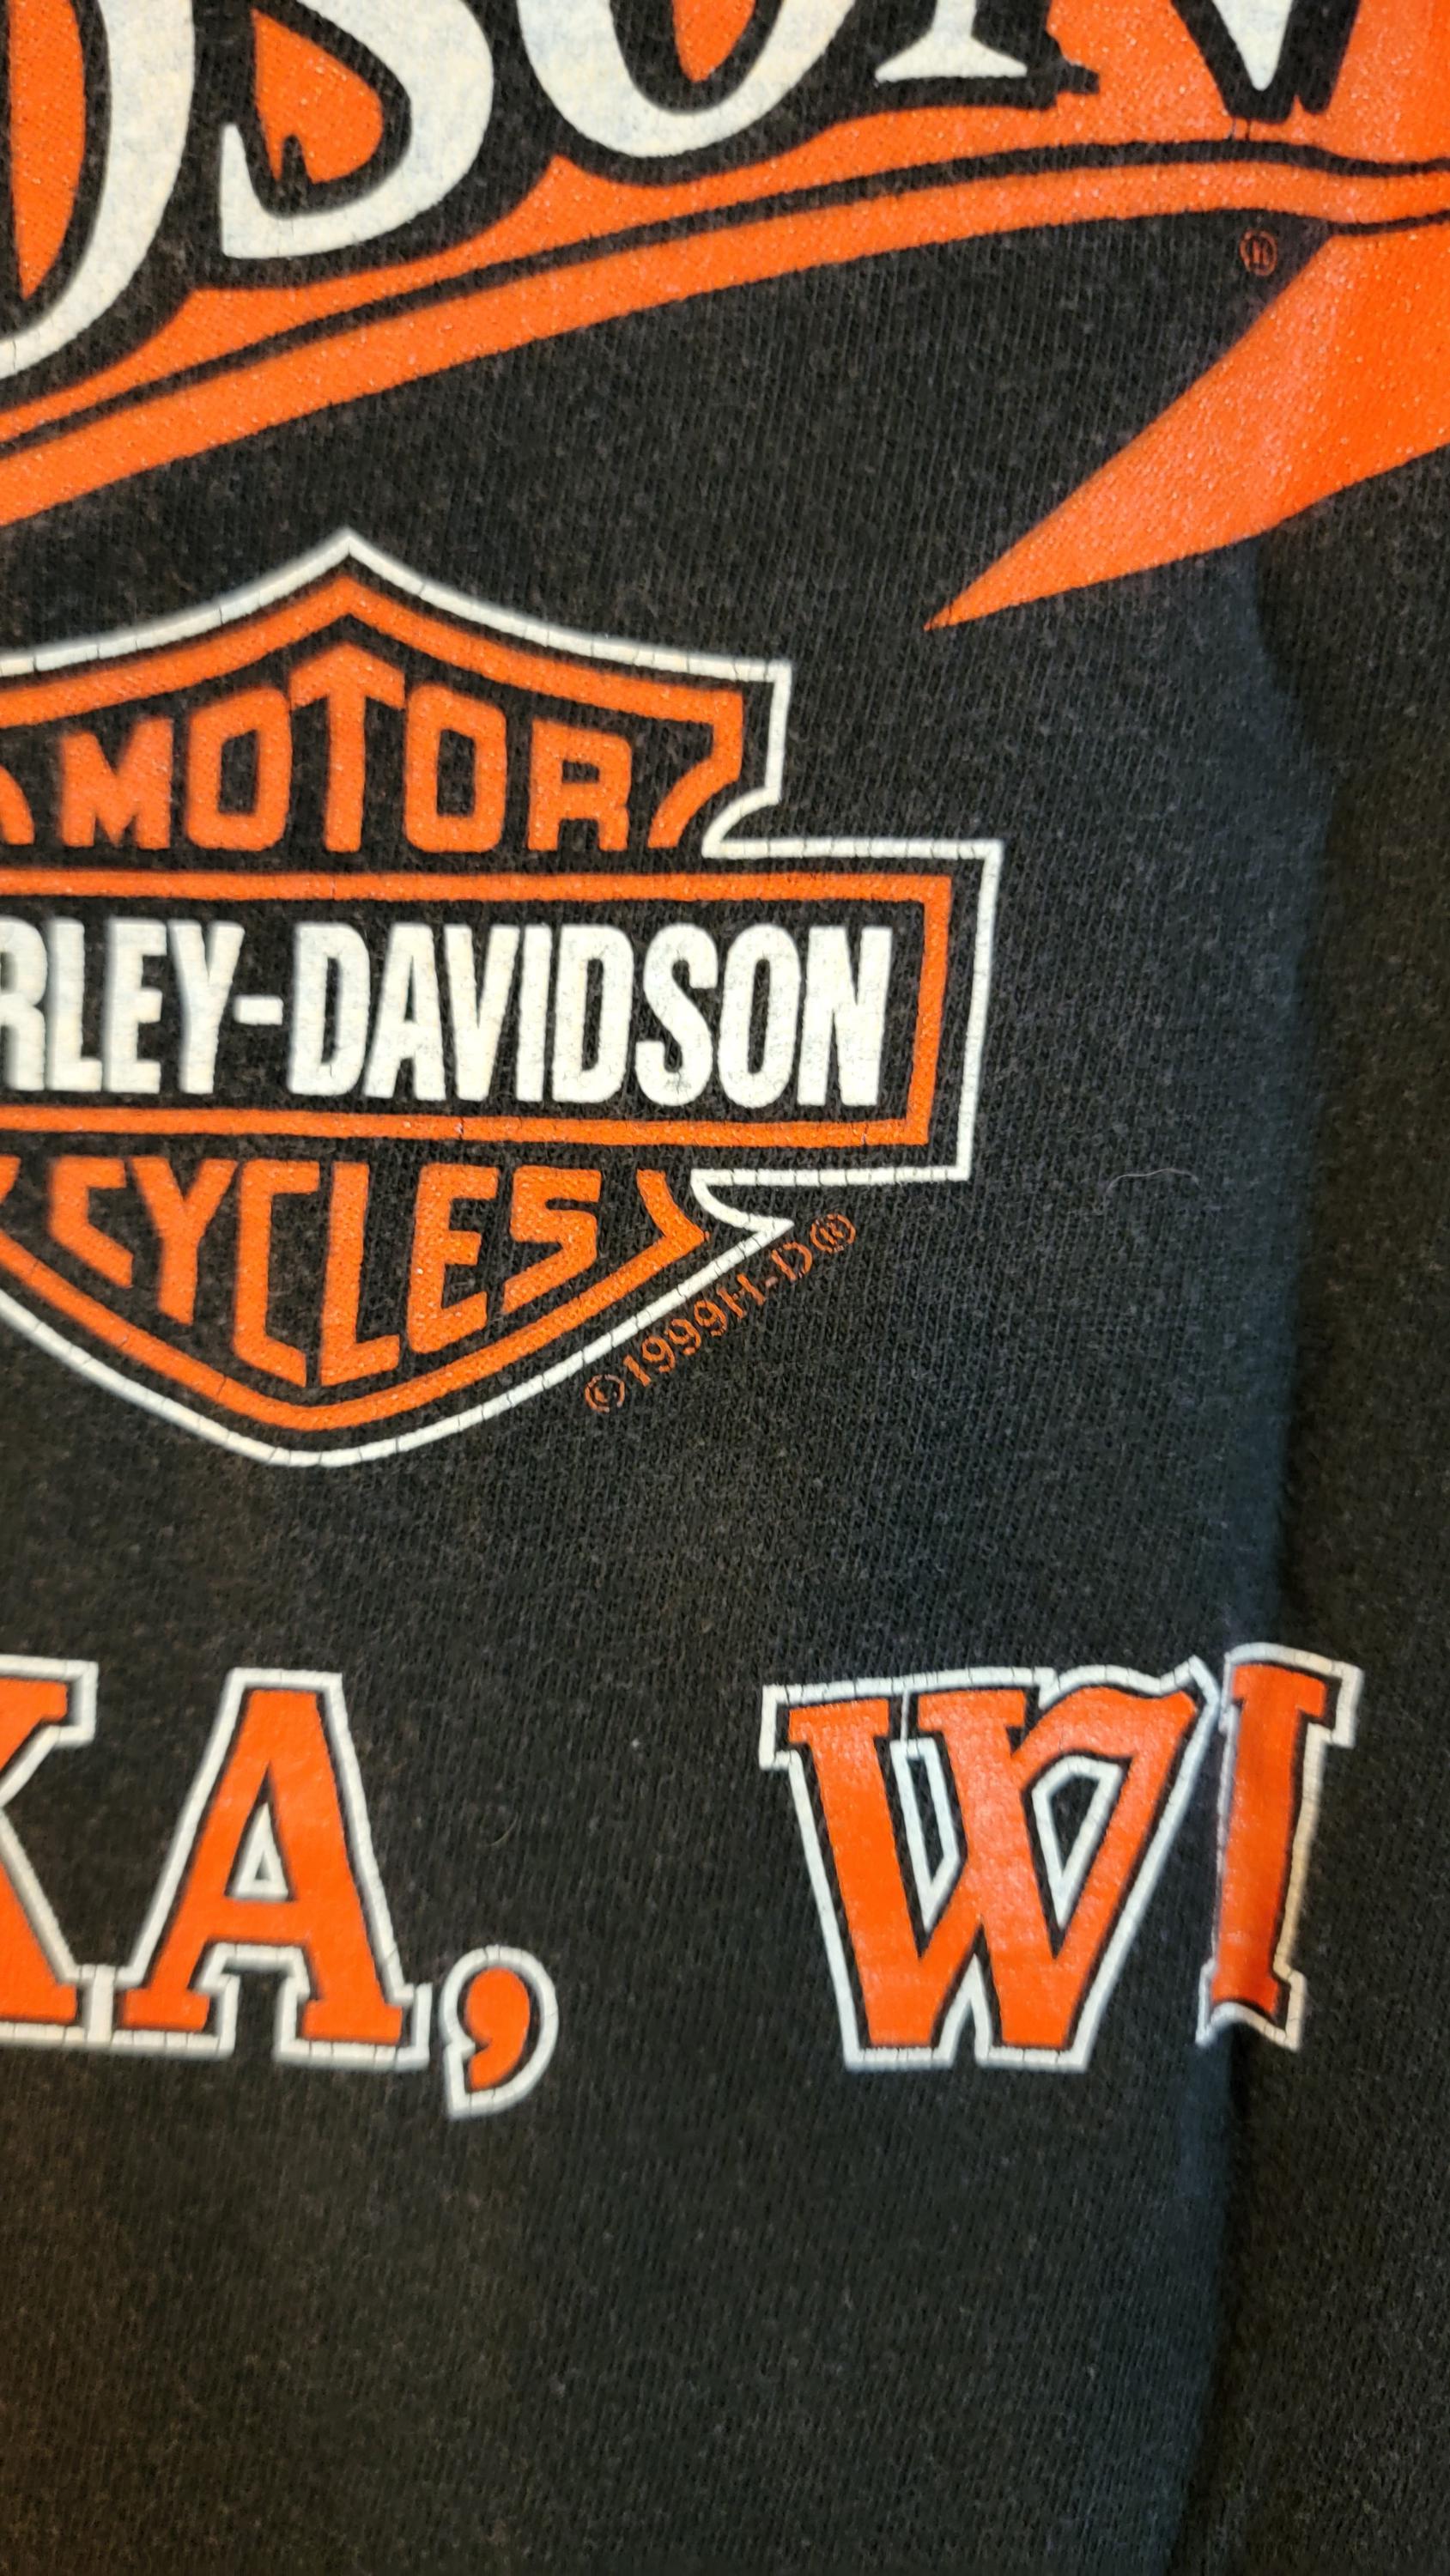 DSON
®
MOTOR
RLEY-DAVIDSON
CYCLES
©1999H-D®
KA, WI